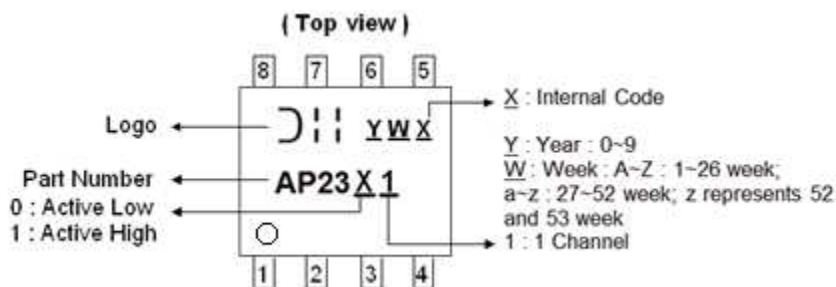 ( Top view )
8 7 6 5
Logo
Y W X
X : Internal Code
Part Number
0 : Active Low
1 : Active High
AP23 X 1
Y : Year : 0~9
W : Week : A~Z : 1~26 week;
a~z : 27~52 week; z represents 52
and 53 week
1 : 1 Channel
1 2 3 4